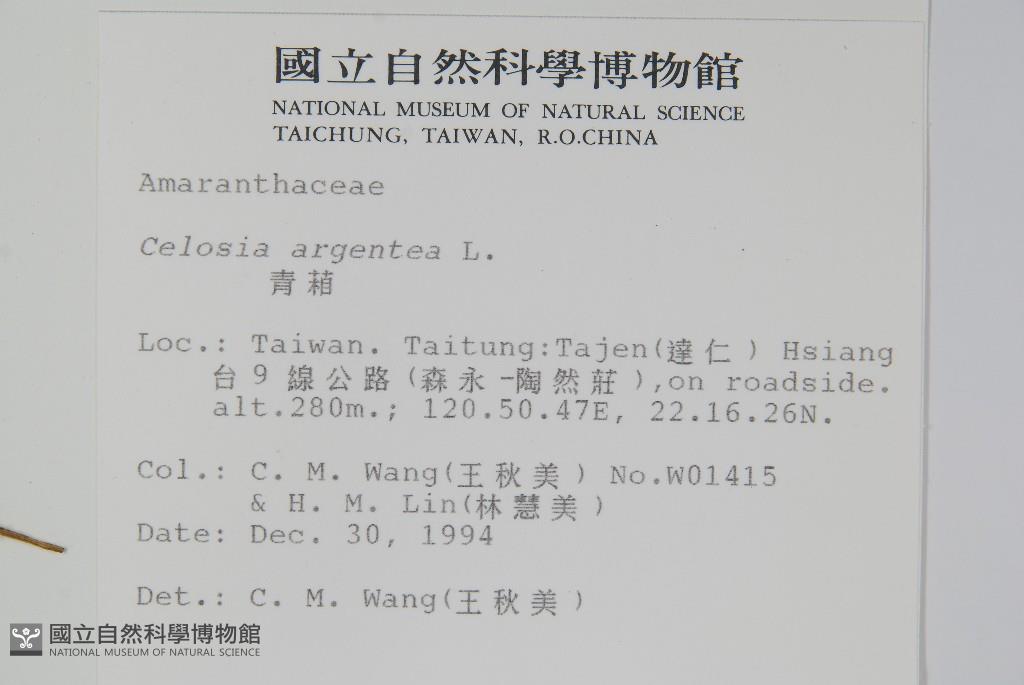 國立自然科學博物館
NATIONAL MUSEUM OF NATURAL SCIENCE
TAICHUNG, TAIWAN, R.O.CHINA
Amaranthaceae
Celosia argentea L.
青葙
Loc.: Taiwan. Taitung:Tajen(達仁) Hsiang
台9線公路(森永-陶然莊),on roadside.
alt.280m.; 120.50.47E, 22.16.26N.
Col.: C. M. Wang(王秋美) No.W01415
& H. M. Lin(林慧美)
Date: Dec. 30, 1994
Det.: C. M. Wang(王秋美)
國立自然科學博物館
NATIONAL MUSEUM OF NATURAL SCIENCE